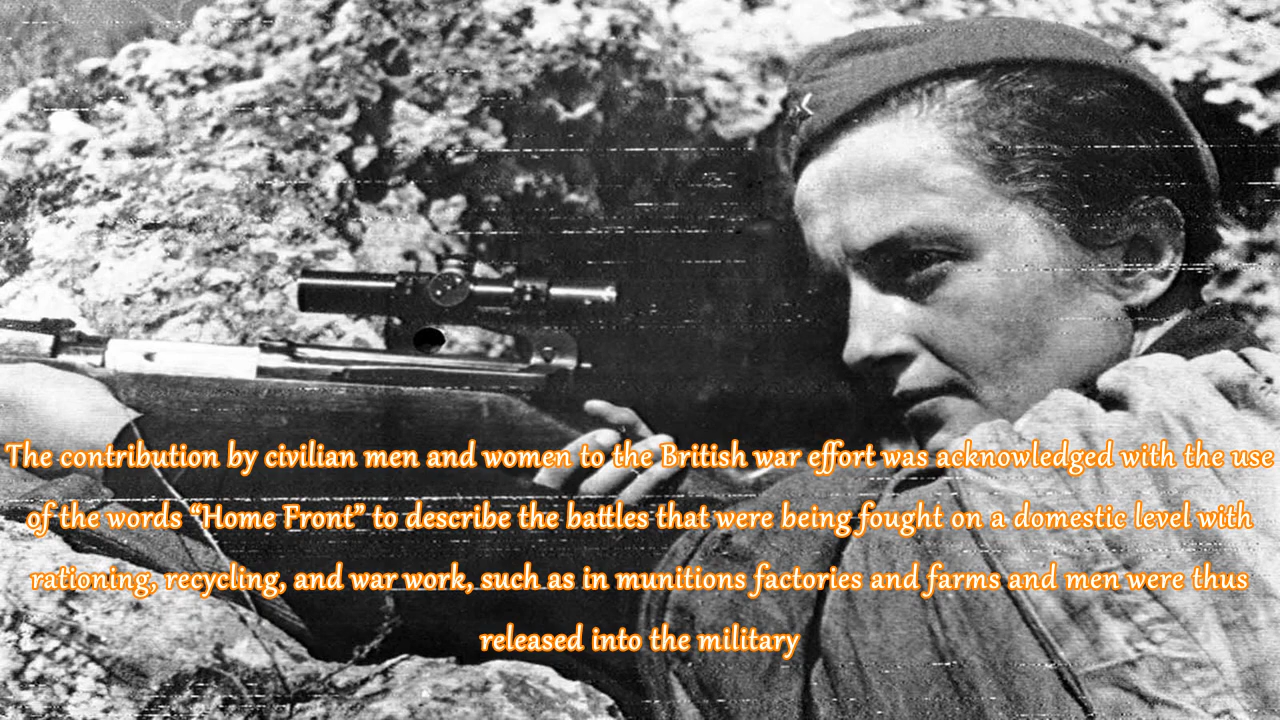 The contribution by civilian men and women to the British war effort was acknowledged with the use
of the words “Home Front” to describe the battles that were being fought on a domestic level with
rationing, recycling, and war work, such as in munitions factories and farms and men were thus
released into the military